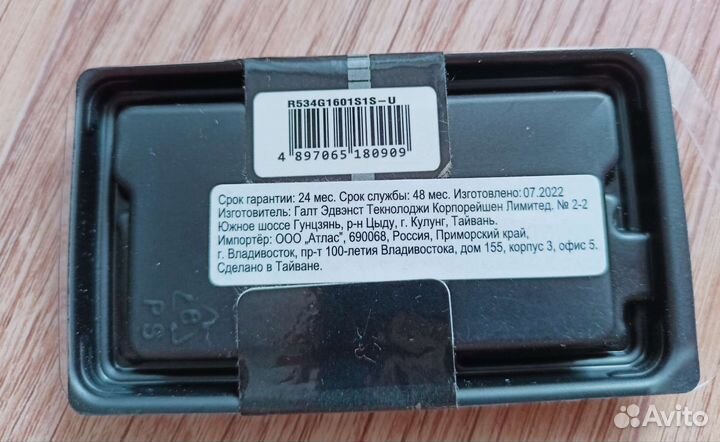 R534G1601S1S-U
4 897065 180909
Срок гарантии: 24 мес. Срок службы: 48 мес. Изготовлено: 07.2022
Изготовитель: Галт Эдвэнст Текнолоджи Корпорейшен Лимитед. № 2-2
Южное шоссе Гунцзянь, р-н Цыду, г. Кулунг, Тайвань.
Импортёр: ООО „Атлас", 690068, Россия, Приморский край,
г. Владивосток, пр-т 100-летия Владивостока, дом 155, корпус 3, офис 5.
Сделано в Тайване.
PS
Avito